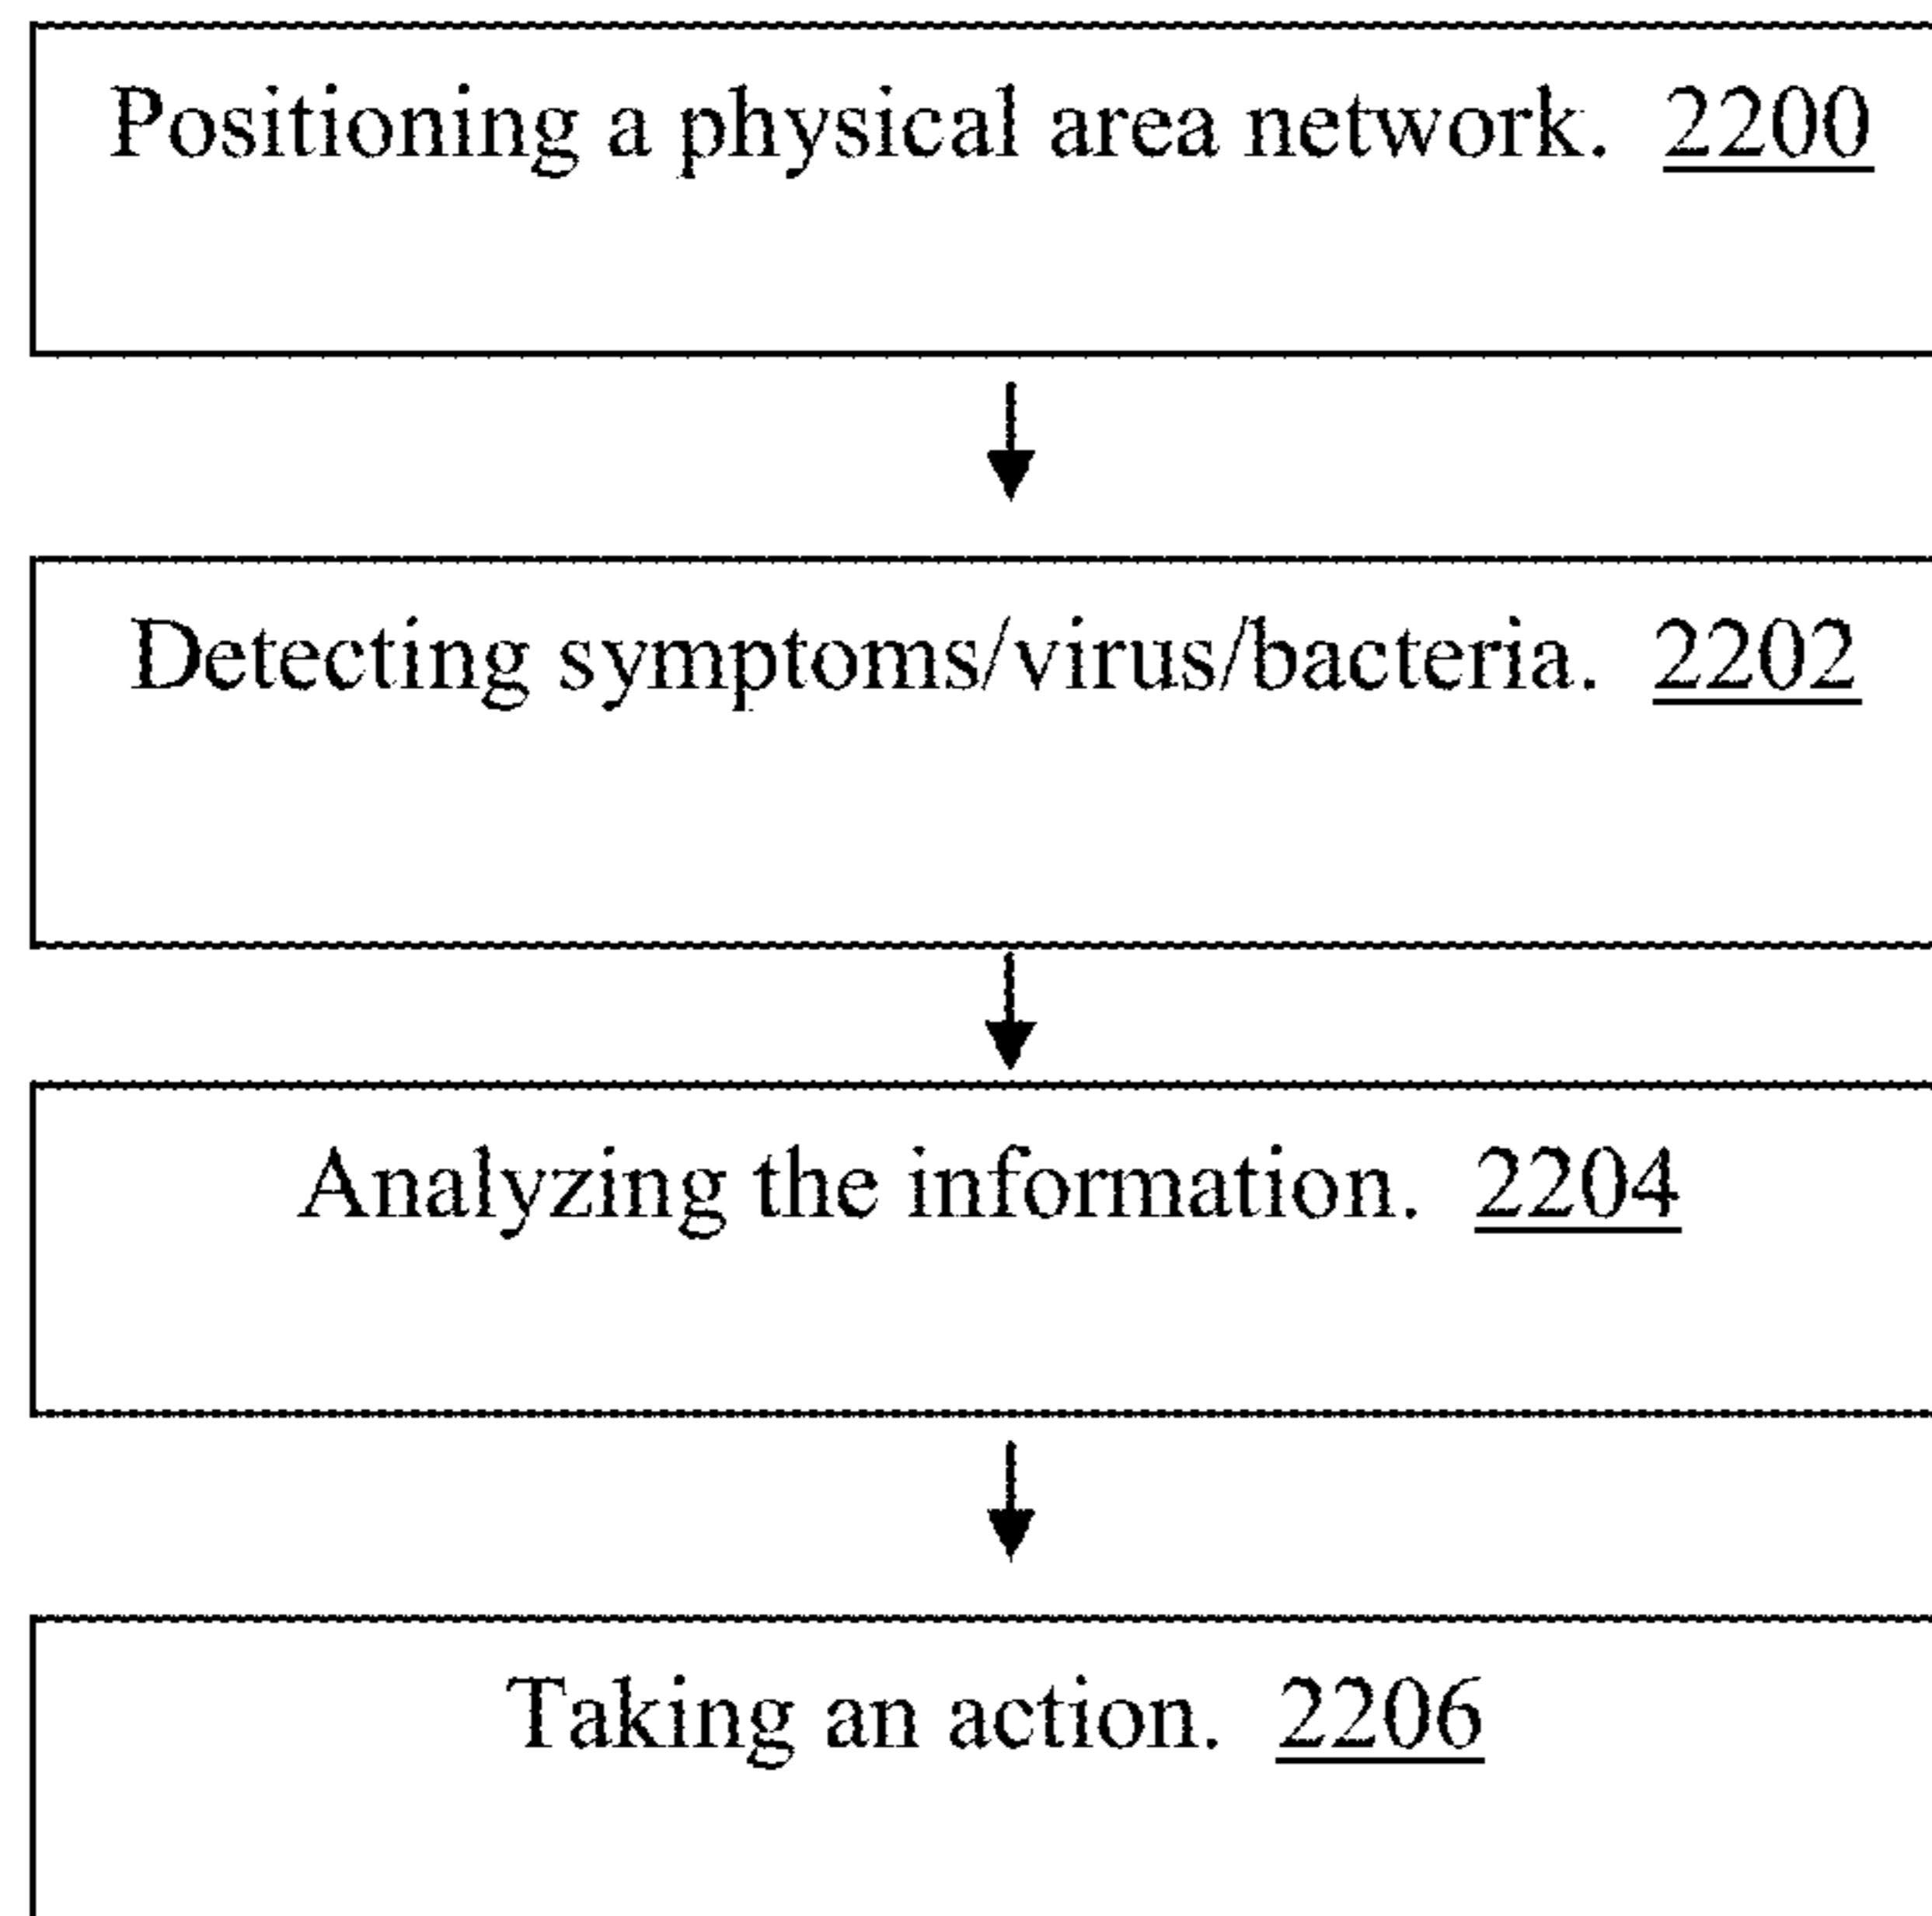 Positioning a physical area network. 2200
Detecting symptoms/virus/bacteria. 2202
Analyzing the information. 2204
Taking an action. 2206